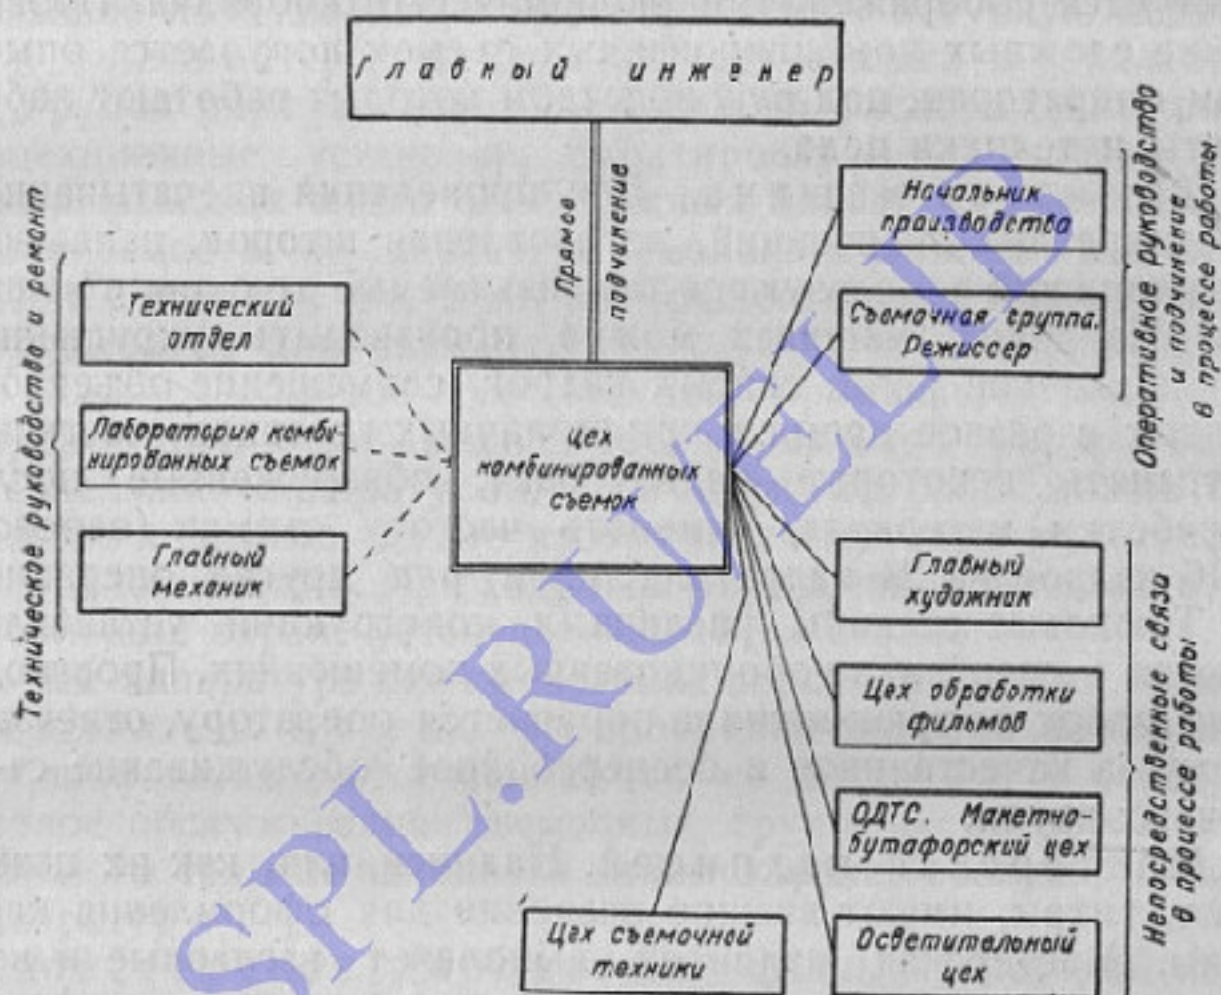 Главный инженер
Прямое
подчинение
Технический
отдел
Лаборатория комби-
нированных съемок
Главный
механик
Техническое руководство и ремонт
цех
комбинированных
съемок
Начальник
производства
Съемочная группа.
Режиссер
Оперативное руководство
и подчинение
в процессе работы
Главный
художник
Цех обработки
фильмов
ОДТС. Макетно-
бутафорский цех
Осветительный
цех
Цех съемочной
техники
Непосредственные связи
в процессе работы
SPL.RUVELIB